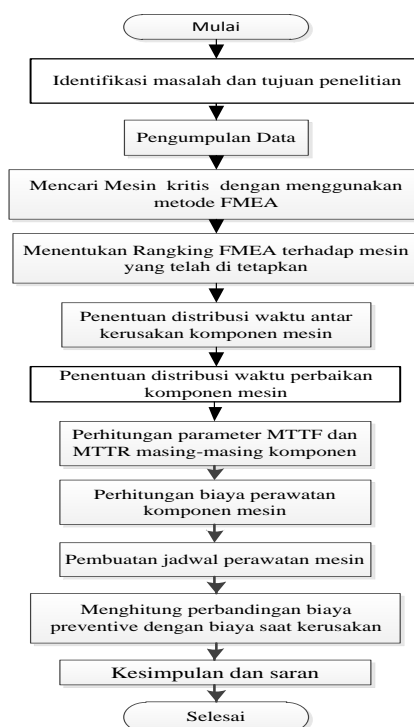 Mulai
Identifikasi masalah dan tujuan penelitian
Pengumpulan Data
Mencari Mesin kritis dengan menggunakan
metode FMEA
Menentukan Rangking FMEA terhadap mesin
yang telah di tetapkan
Penentuan distribusi waktu antar
kerusakan komponen mesin
Penentuan distribusi waktu perbaikan
komponen mesin
Perhitungan parameter MTTF dan
MTTR masing-masing komponen
Perhitungan biaya perawatan
komponen mesin
Pembuatan jadwal perawatan mesin
Menghitung perbandingan biaya
preventive dengan biaya saat kerusakan
Kesimpulan dan saran
Selesai